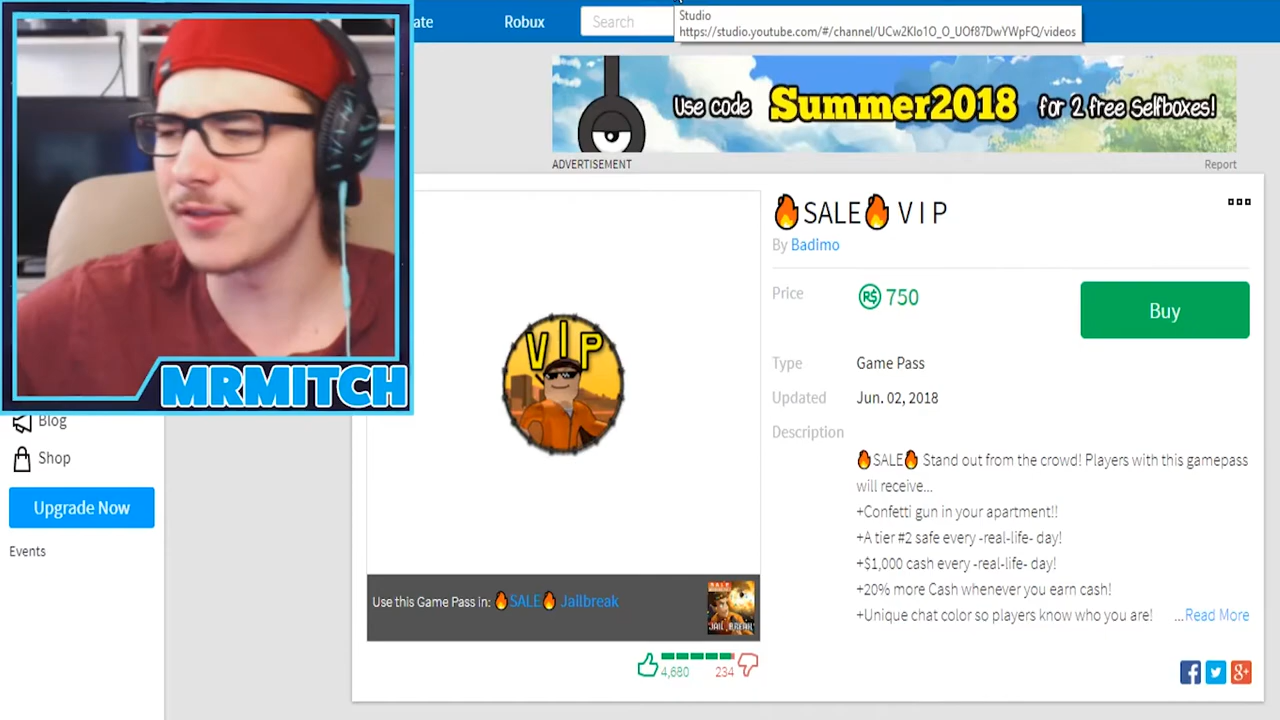 ate
Robux
Search
Studio
https://studio.youtube.com/#/channel/UCw2KIo1O_O_UOf87DwYWpFQ/videos
Use code Summer2018 for 2 free Selfboxes!
ADVERTISEMENT
Report
🔥SALE🔥 V I P
By Badimo
Price
R$ 750
Buy
Type
Game Pass
Updated
Jun. 02, 2018
Description
🔥SALE🔥 Stand out from the crowd! Players with this gamepass
will receive...
+Confetti gun in your apartment!!
+A tier #2 safe every -real-life- day!
+$1,000 cash every -real-life- day!
+20% more Cash whenever you earn cash!
+Unique chat color so players know who you are! ...Read More
VIP
MRMITCH
Blog
Shop
Upgrade Now
Events
Use this Game Pass in: 🔥SALE🔥 Jailbreak
SALE
JAILBREAK
4,680
234